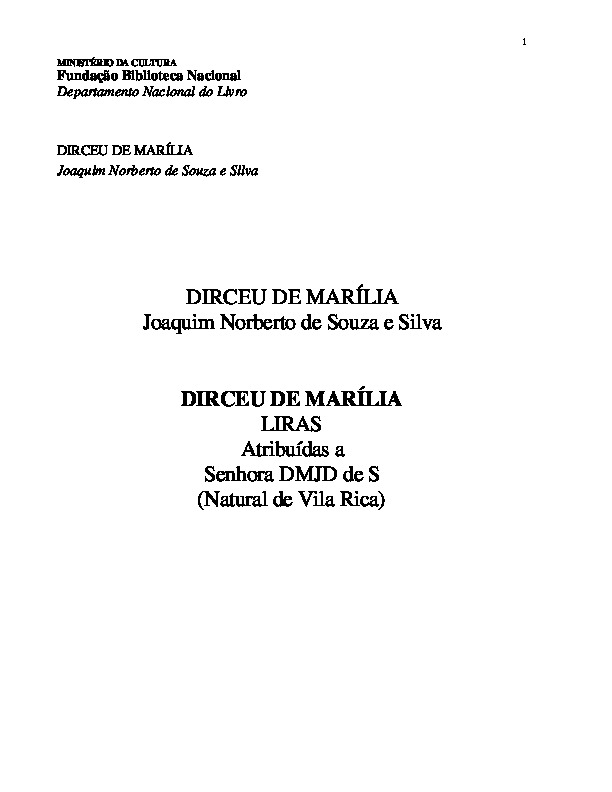 1
MINISTÉRIO DA CULTURA
Fundação Biblioteca Nacional
Departamento Nacional do Livro
DIRCEU DE MARÍLIA
Joaquim Norberto de Souza e Silva
DIRCEU DE MARÍLIA
Joaquim Norberto de Souza e Silva
DIRCEU DE MARÍLIA
LIRAS
Atribuídas a
Senhora DMJD de S
(Natural de Vila Rica)